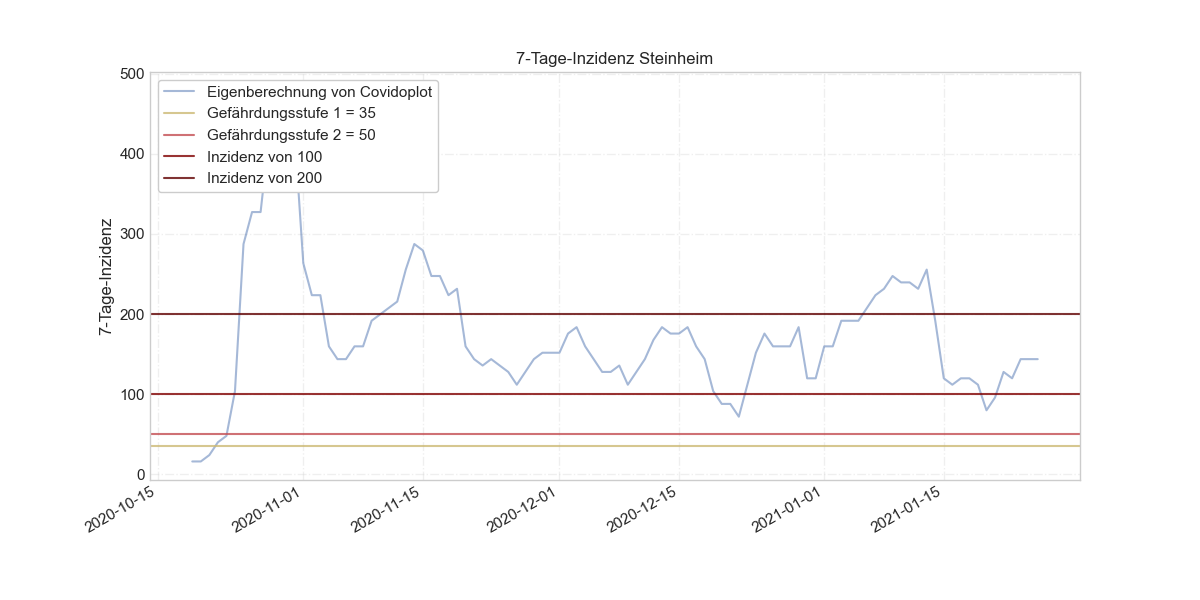 7-Tage-Inzidenz Steinheim
500
400
300
200
100
0
7-Tage-Inzidenz
Eigenberechnung von Covidoplot
Gefährdungsstufe 1 = 35
Gefährdungsstufe 2 = 50
Inzidenz von 100
Inzidenz von 200
2020-10-15
2020-11-01
2020-11-15
2020-12-01
2020-12-15
2021-01-01
2021-01-15